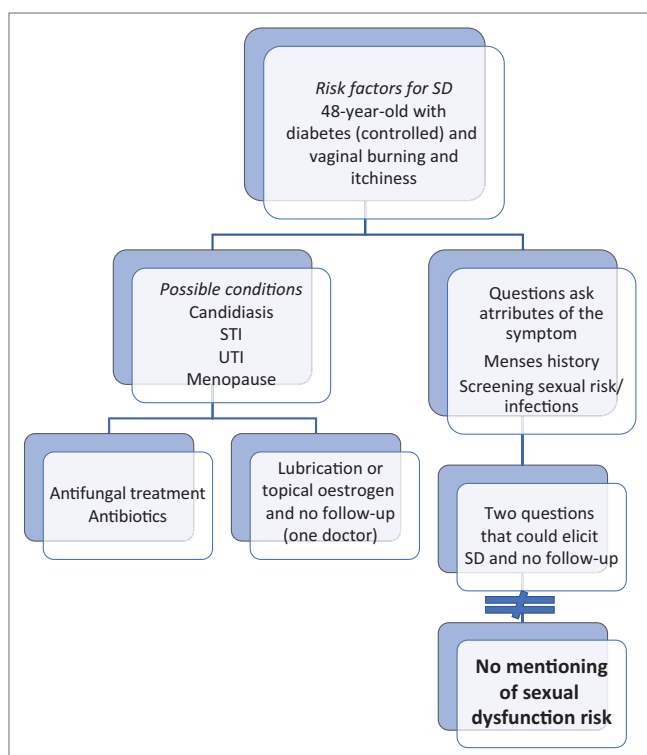 Risk factors for SD
48-year-old with
diabetes (controlled) and
vaginal burning and
itchiness
Possible conditions
Candidiasis
STI
UTI
Menopause
Questions ask
atrributes of the
symptom
Menses history
Screening sexual risk/
infections
Antifungal treatment
Antibiotics
Lubrication or
topical oestrogen
and no follow-up
(one doctor)
Two questions
that could elicit
SD and no follow-up
≠
No mentioning
of sexual
dysfunction risk